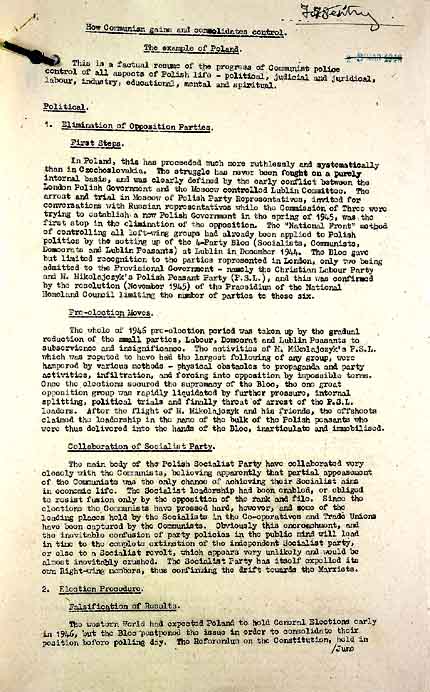 How Communism gains and consolidates control.
The example of Poland.
This is a factual resume of the progress of Communist police
control of all aspects of Polish life - political, judicial and juridical,
labour, industry, educational, mental and spiritual.
Political.
1. Elimination of Opposition Parties.
First Steps.
In Poland, this has proceeded much more ruthlessly and systematically
than in Czechoslovakia. The struggle has never been fought on a purely
internal basis, and was clearly defined by the early conflict between the
London Polish Government and the Moscow controlled Lublin Committee. The
arrest and trial in Moscow of Polish Party Representatives, invited for
conversations with Russian representatives while the Commission of Three were
trying to establish a new Polish Government in the spring of 1945, was the
first step in the elimination of the opposition. The "National Front" method
of controlling all left-wing groups had already been applied to Polish
politics by the setting up of the 4-Party Bloc (Socialists, Communists,
Democrats and Lublin Peasants) at Lublin in December 1944. The Bloc gave
but limited recognition to the parties represented in London, only two being
admitted to the Provisional Government - namely the Christian Labour Party
and M. Mikolajczyk's Polish Peasant Party (P.S.L.), and this was confirmed
by the resolution (November 1945) of the Praesidium of the National
Homeland Council limiting the number of parties to these six.
Pre-election Moves.
The whole of 1946 pre-election period was taken up by the gradual
reduction of the small parties, Labour, Democrat and Lublin Peasants to
subservience and insignificance. The activities of M. Mikolajczyk's P.S.L.
which was reputed to have had the largest following of any group, were
hampered by various methods - physical obstacles to propaganda and party
activities, infiltration, and forcing into opposition by impossible terms.
Once the elections secured the supremacy of the Bloc, the one great
opposition group was rapidly liquidated by further pressure, internal
splitting, political trials and finally threat of arrest of the P.S.L.
leaders. After the flight of M. Mikolajczyk and his friends, the offshoots
claimed the leadership in the name of the bulk of the Polish peasants who
were thus delivered into the hands of the Bloc, inarticulate and immobilised.
Collaboration of Socialist Party.
The main body of the Polish Socialist Party have collaborated very
closely with the Communists, believing apparently that partial appeasement
of the Communists was the only chance of achieving their Socialist aims
in economic life. The Socialist leadership had been enabled, or obliged
to resist fusion only by the opposition of the rank and file. Since the
elections the Communists have pressed hard, however, and some of the
leading places held by the Socialists in the Co-operatives and Trade Unions
have been captured by the Communists. Obviously this encroachment, and
the inevitable confusion of party policies in the public mind will lead
in time to the complete extinction of the independent Socialist party,
or else to a Socialist revolt, which appears very unlikely and would be
almost inevitably crushed. The Socialist Party has itself expelled its
own Right-wing members, thus continuing the drift towards the Marxists.
2. Election Procedure.
Falsification of Results.
The western World had expected Poland to hold General Elections early
in 1946, but the Bloc postponed the issue in order to consolidate their
position before polling day. The Referendum on the Constitution, held in
/June